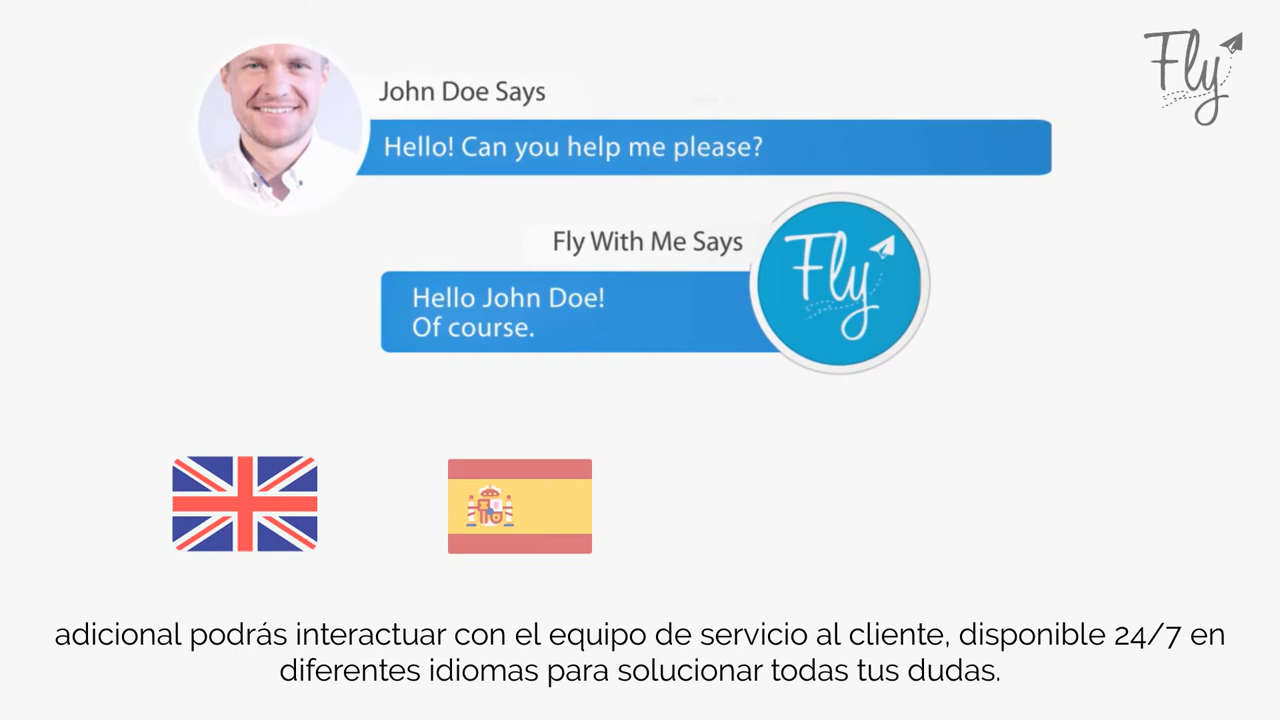 Fly
John Doe Says
Hello! Can you help me please?
Fly With Me Says
Fly
Hello John Doe!
Of course.
adicional podrás interactuar con el equipo de servicio al cliente, disponible 24/7 en
diferentes idiomas para solucionar todas tus dudas.